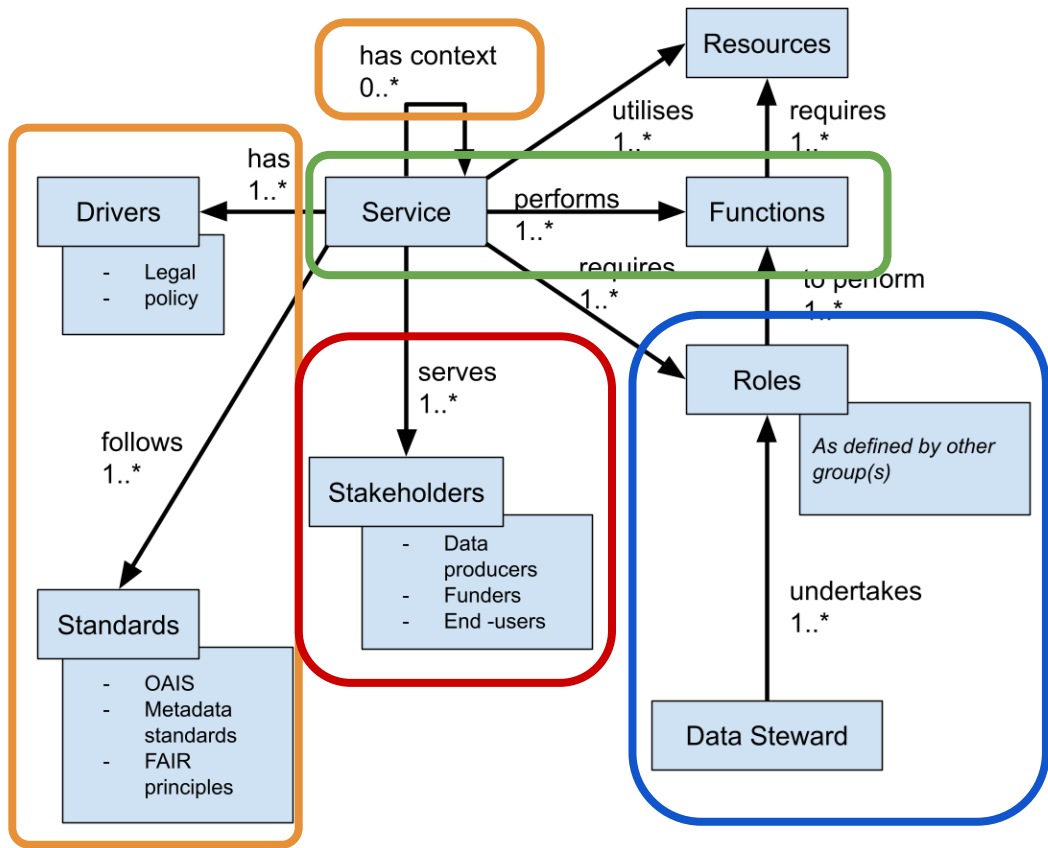 has context
0..*
Resources
utilises
1..*
requires
1..*
has
1..*
Drivers
- Legal
- policy
Service
performs
1..*
Functions
requires
1..*
to perform
1..*
serves
1..*
Roles
As defined by other
group(s)
follows
1..*
Stakeholders
- Data
producers
- Funders
- End -users
undertakes
1..*
Standards
- OAIS
- Metadata
standards
- FAIR
principles
Data Steward